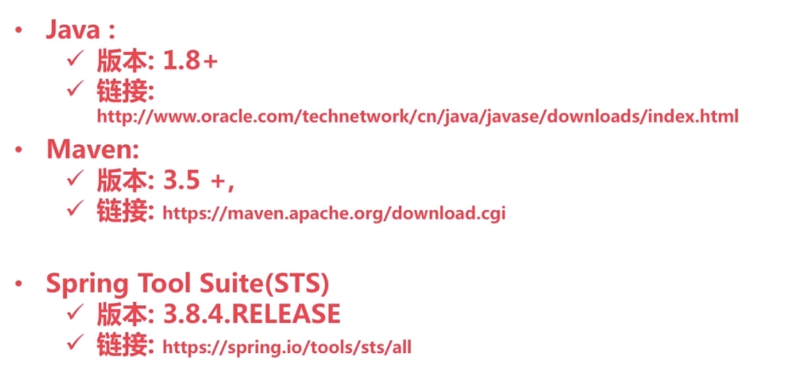 • Java :
✓ 版本: 1.8+
✓ 链接:
http://www.oracle.com/technetwork/cn/java/javase/downloads/index.html
• Maven:
✓ 版本: 3.5 +,
✓ 链接: https://maven.apache.org/download.cgi
• Spring Tool Suite(STS)
✓ 版本: 3.8.4.RELEASE
✓ 链接: https://spring.io/tools/sts/all